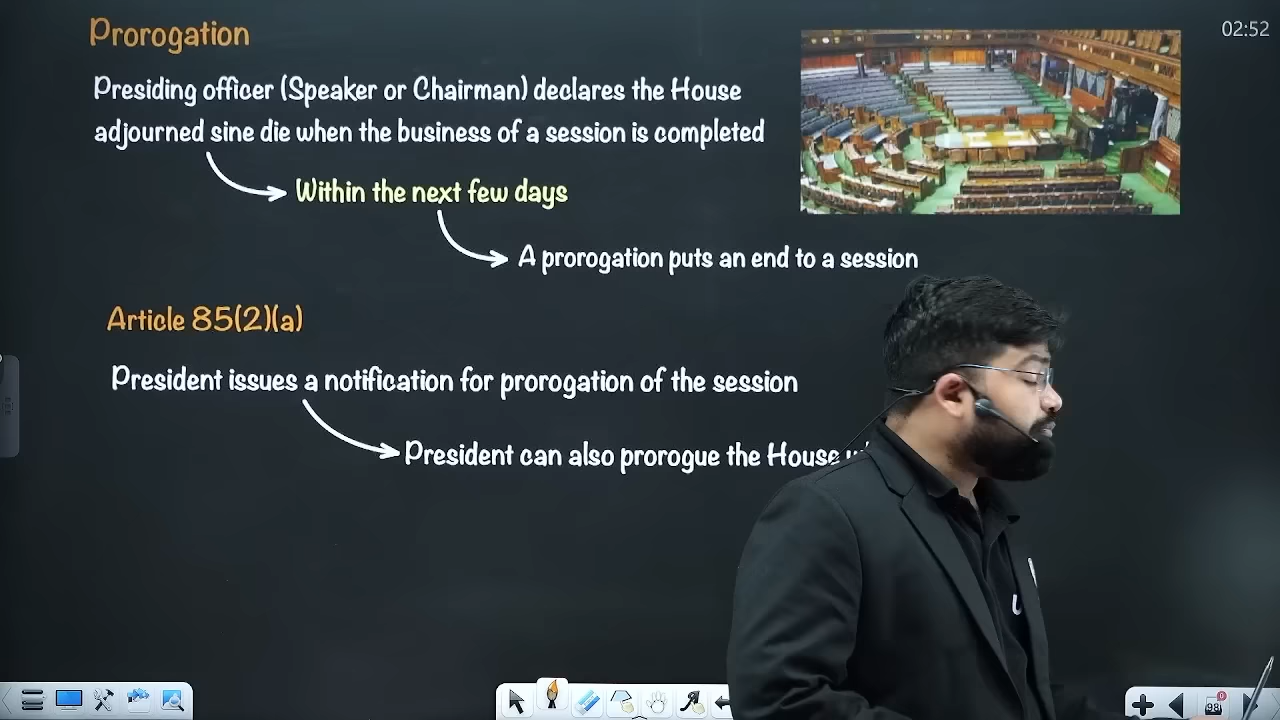 Prorogation
02:52
Presiding officer (Speaker or Chairman) declares the House
adjourned sine die when the business of a session is completed
Within the next few days
A prorogation puts an end to a session
Article 85(2)(a)
President issues a notification for prorogation of the session
President can also prorogue the House
98